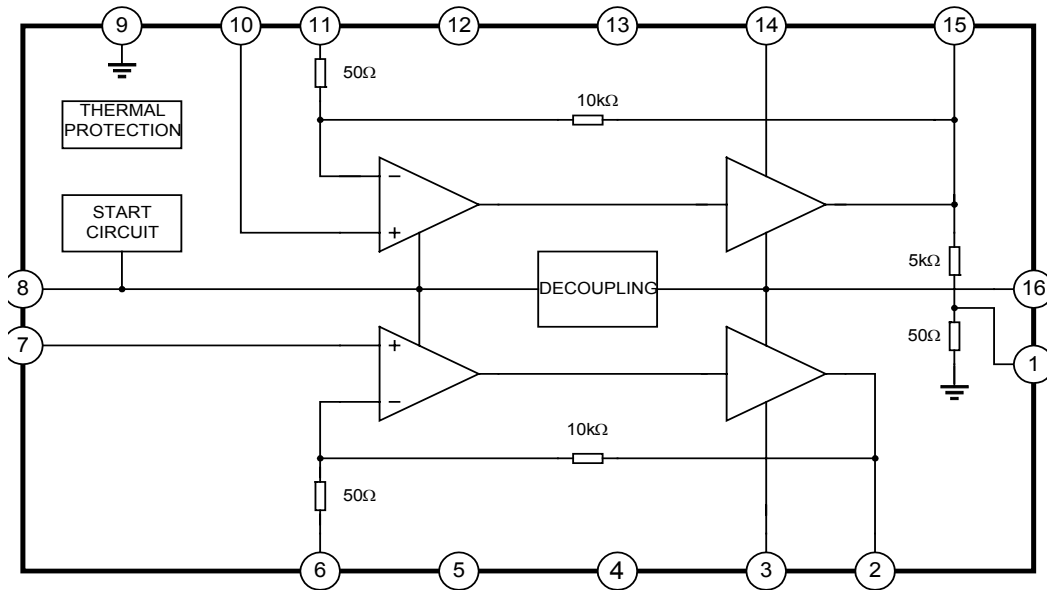 9
10
11
12
13
14
15
50Ω
10kΩ
THERMAL
PROTECTION
−
+
START
CIRCUIT
5kΩ
8
DECOUPLING
16
7
+
−
50Ω
1
10kΩ
50Ω
6
5
4
3
2